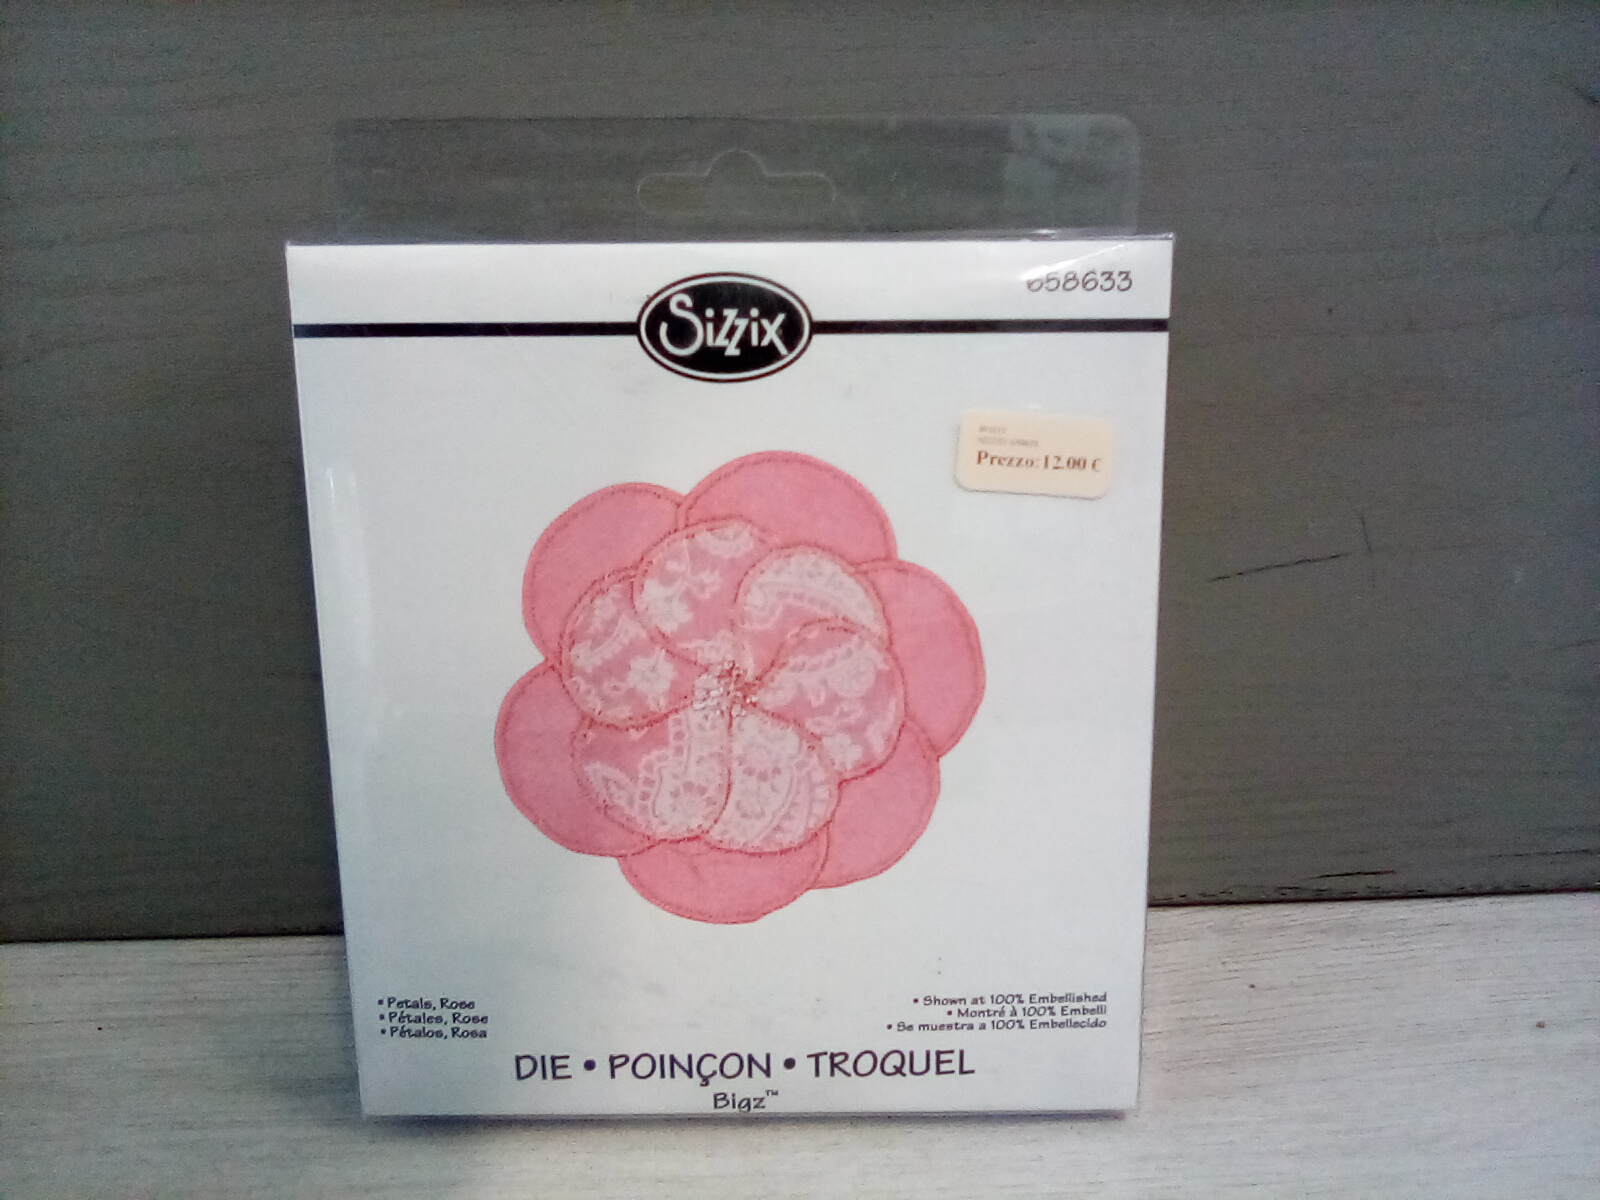 658633
Sizzix
Prezzo: 12.00 €
• Petals, Rose
• Pétales, Rose
• Pétalos, Rosa
• Shown at 100% Embellished
• Montré à 100% Embelli
• Se muestra a 100% Embellecido
DIE • POINÇON • TROQUEL
Bigz™